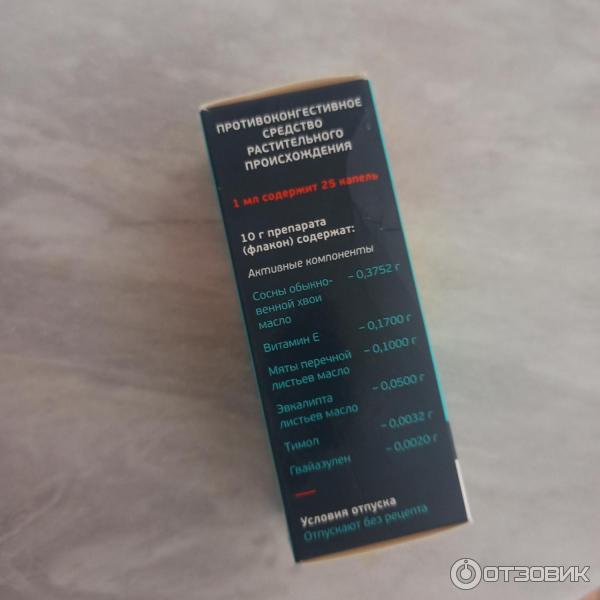 ПРОТИВОКОНГЕСТИВНОЕ
СРЕДСТВО
РАСТИТЕЛЬНОГО
ПРОИСХОЖДЕНИЯ
1 мл содержит 25 капель
10 г препарата
(флакон) содержат:
Активные компоненты
Сосны обыкно- – 0,3752 г
венной хвои
масло
Витамин Е – 0,1700 г
Мяты перечной – 0,1000 г
листьев масло
Эвкалипта – 0,0500 г
листьев масло
Тимол – 0,0032 г
Гвайазулен – 0,0020 г
Условия отпуска
Отпускают без рецепта
ОТЗОВИК